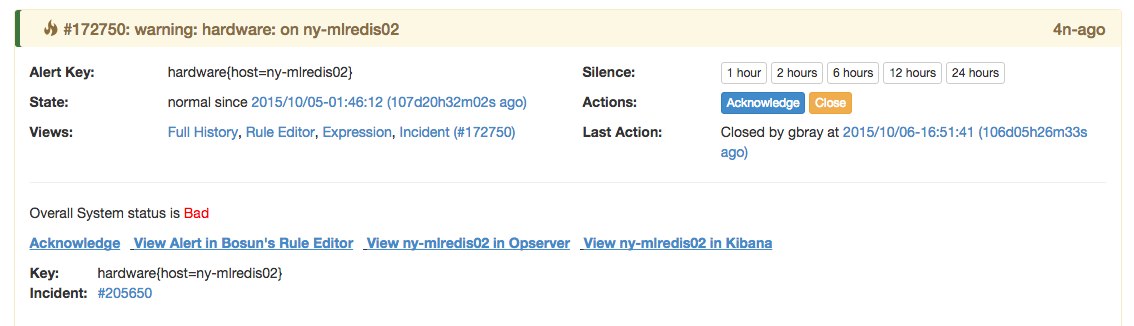 #172750: warning: hardware: on ny-mlredis02 4n-ago
Alert Key: hardware{host=ny-mlredis02} Silence: 1 hour 2 hours 6 hours 12 hours 24 hours
State: normal since 2015/10/05-01:46:12 (107d20h32m02s ago) Actions: Acknowledge Close
Views: Full History, Rule Editor, Expression, Incident (#172750) Last Action: Closed by gbray at 2015/10/06-16:51:41 (106d05h26m33s
ago)
Overall System status is Bad
Acknowledge View Alert in Bosun's Rule Editor View ny-mlredis02 in Opserver View ny-mlredis02 in Kibana
Key: hardware{host=ny-mlredis02}
Incident: #205650